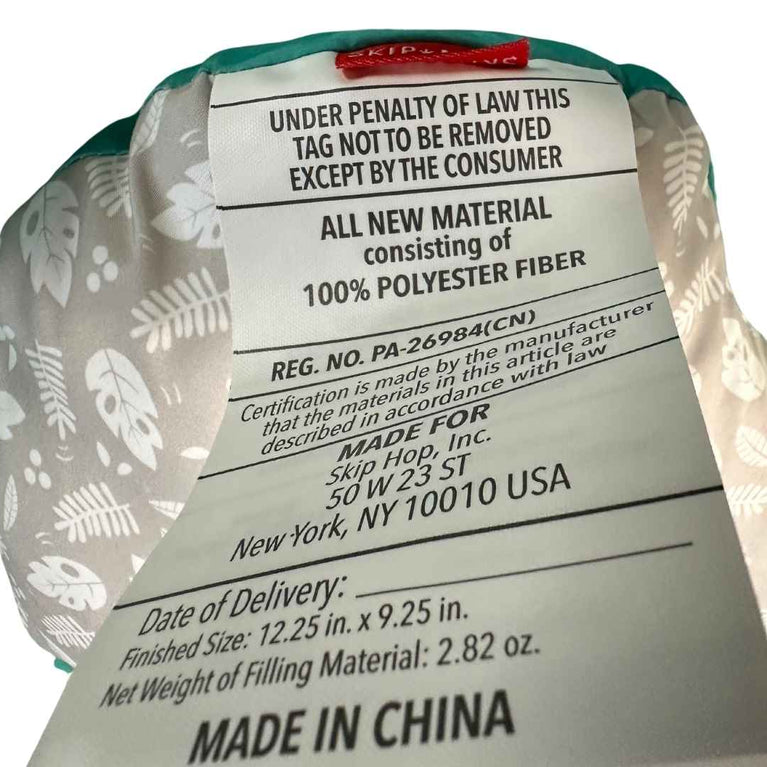 SKIP
UNDER PENALTY OF LAW THIS
TAG NOT TO BE REMOVED
EXCEPT BY THE CONSUMER
ALL NEW MATERIAL
consisting of
100% POLYESTER FIBER
REG. NO. PA-26984(CN)
Certification is made by the manufacturer
that the materials in this article are
described in accordance with law
MADE FOR
Skip Hop, Inc.
50 W 23 ST
New York, NY 10010 USA
Date of Delivery:
Finished Size: 12.25 in. x 9.25 in.
Net Weight of Filling Material: 2.82 oz.
MADE IN CHINA